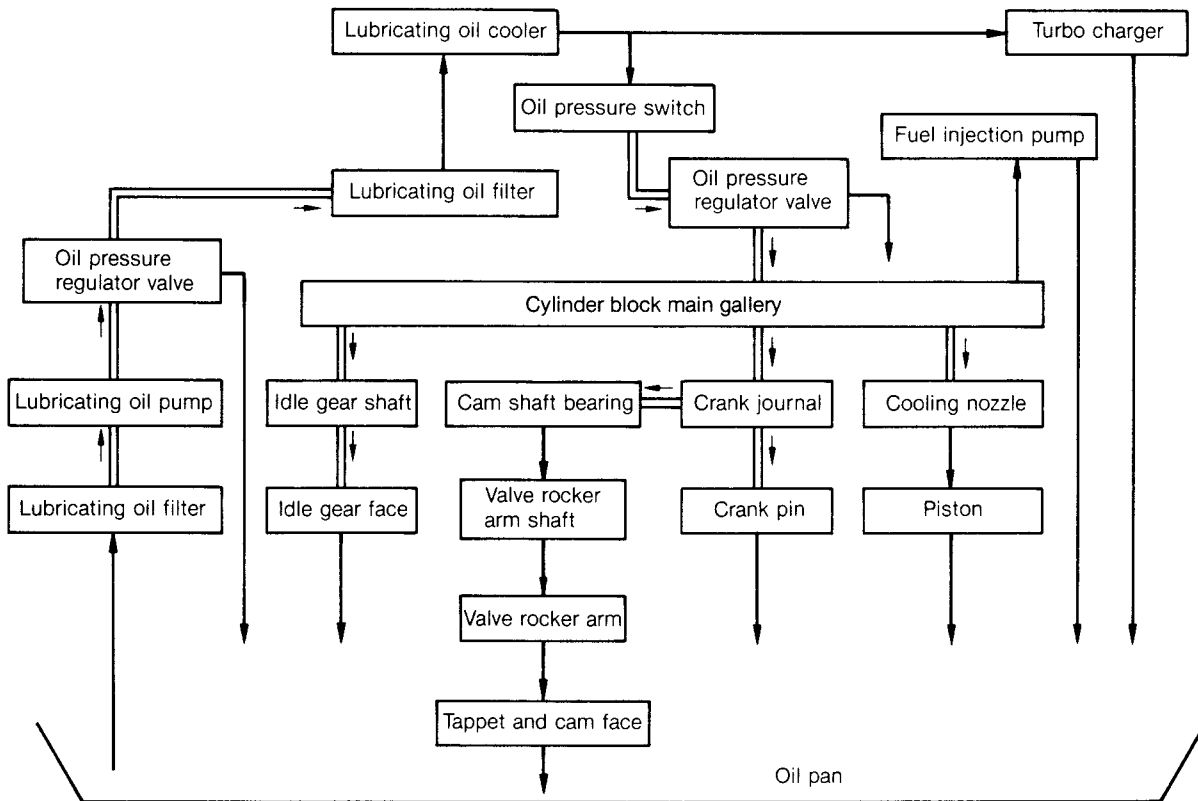 Lubricating oil cooler
Turbo charger
Oil pressure switch
Fuel injection pump
Lubricating oil filter
Oil pressure
regulator valve
Oil pressure
regulator valve
Cylinder block main gallery
Lubricating oil pump
Idle gear shaft
Cam shaft bearing
Crank journal
Cooling nozzle
Lubricating oil filter
Idle gear face
Valve rocker
arm shaft
Crank pin
Piston
Valve rocker arm
Tappet and cam face
Oil pan